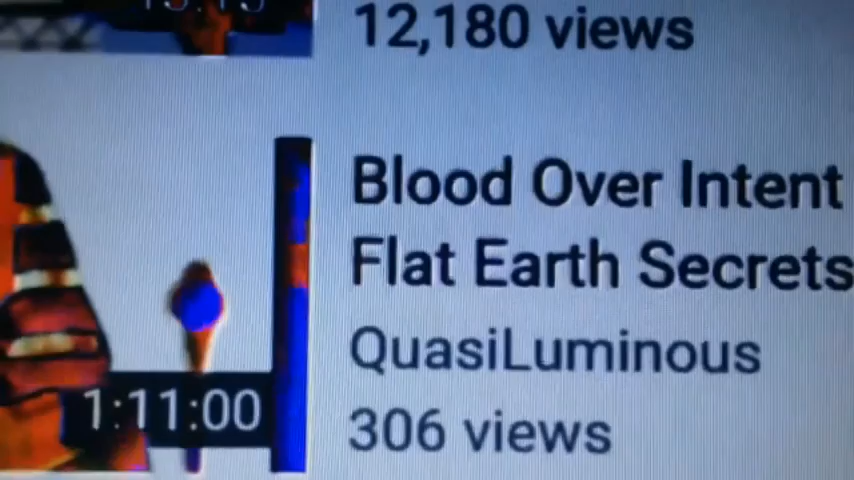 12,180 views
Blood Over Intent
Flat Earth Secrets
QuasiLuminous
1:11:00
306 views